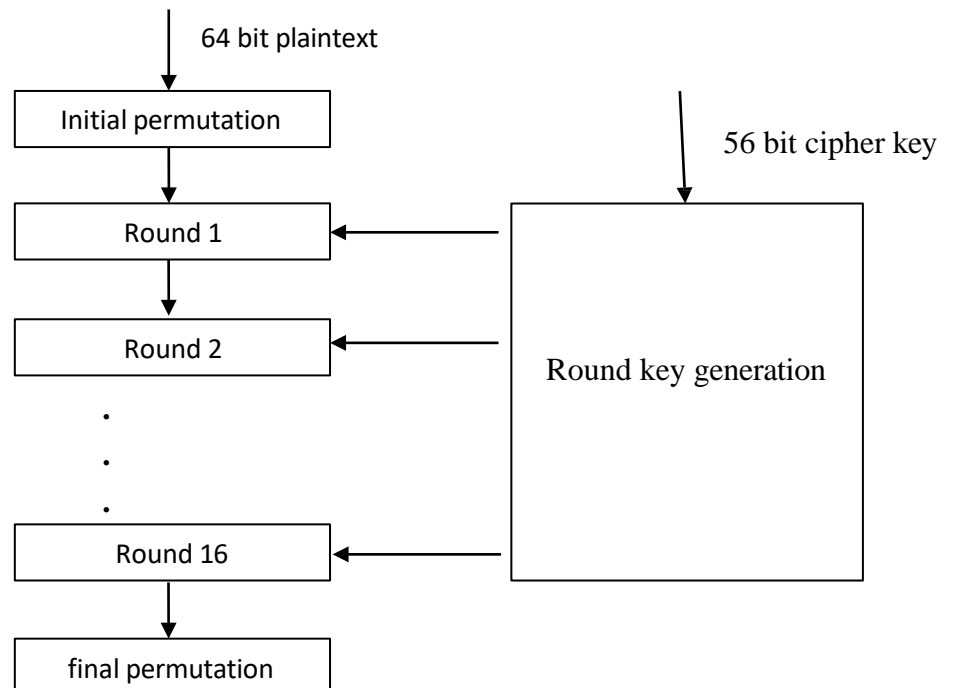 64 bit plaintext
Initial permutation
56 bit cipher key
Round 1
Round 2
Round key generation
.
.
.
Round 16
final permutation